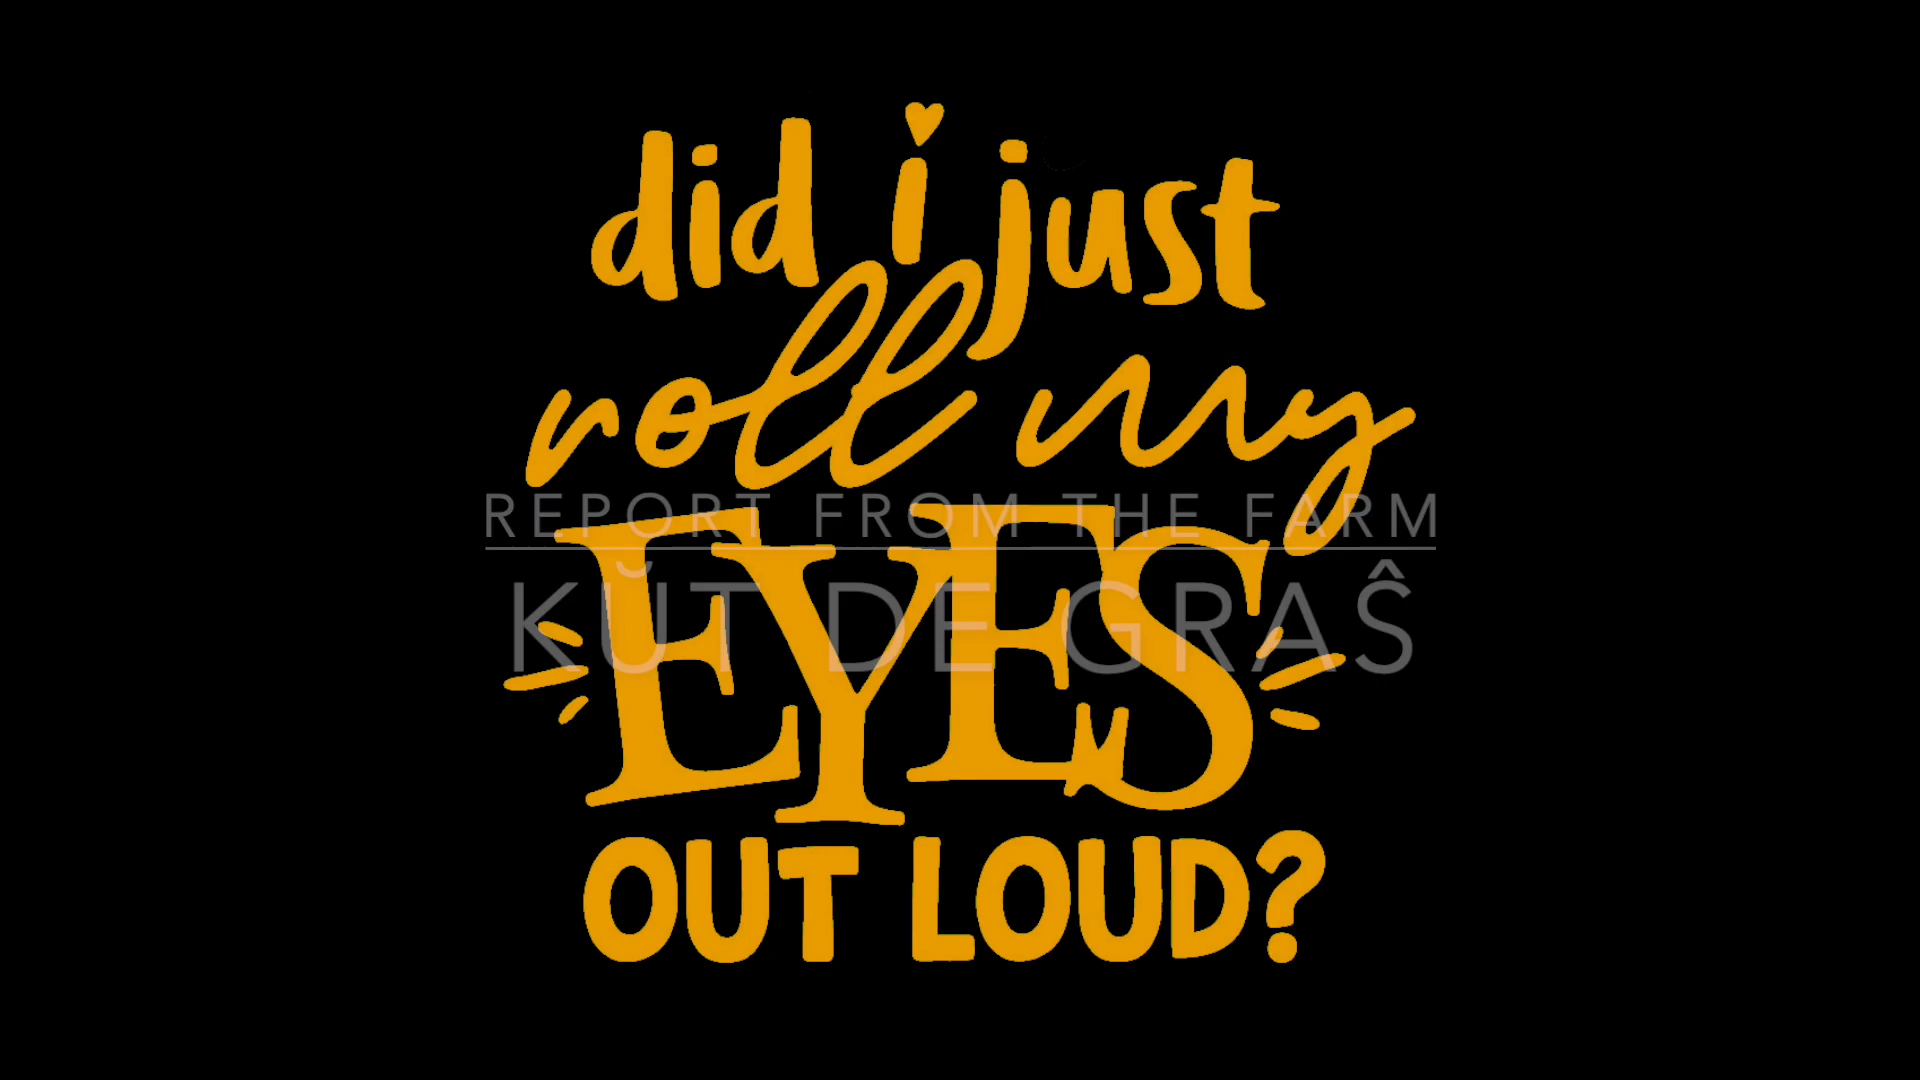 did i just
roll my
REPORT FROM THE FARM
EYES
KŬT DE GRAŜ
OUT LOUD?